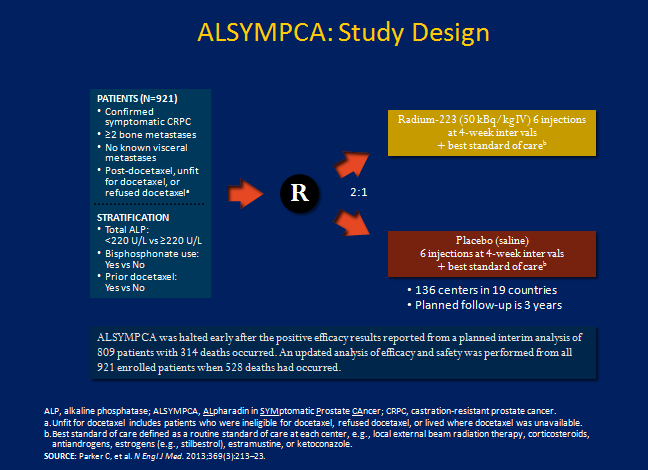 ALSYMPCA: Study Design
PATIENTS (N=921)
• Confirmed
symptomatic CRPC
• ≥2 bone metastases
• No known visceral
metastases
• Post-docetaxel, unfit
for docetaxel, or
refused docetaxelᵃ
STRATIFICATION
• Total ALP:
<220 U/L vs ≥220 U/L
• Bisphosphonate use:
Yes vs No
• Prior docetaxel:
Yes vs No
R
2:1
Radium-223 (50 kBq/kg IV) 6 injections
at 4-week intervals
+ best standard of careᵇ
Placebo (saline)
6 injections at 4-week intervals
+ best standard of careᵇ
• 136 centers in 19 countries
• Planned follow-up is 3 years
ALSYMPCA was halted early after the positive efficacy results reported from a planned interim analysis of
809 patients with 314 deaths occurred. An updated analysis of efficacy and safety was performed from all
921 enrolled patients when 528 deaths had occurred.
ALP, alkaline phosphatase; ALSYMPCA, ALpharadin in SYMptomatic Prostate CAncer; CRPC, castration-resistant prostate cancer.
a. Unfit for docetaxel includes patients who were ineligible for docetaxel, refused docetaxel, or lived where docetaxel was unavailable.
b. Best standard of care defined as a routine standard of care at each center, e.g., local external beam radiation therapy, corticosteroids,
antiandrogens, estrogens (e.g., stilbestrol), estramustine, or ketoconazole.
SOURCE: Parker C, et al. N Engl J Med. 2013;369(3):213–23.